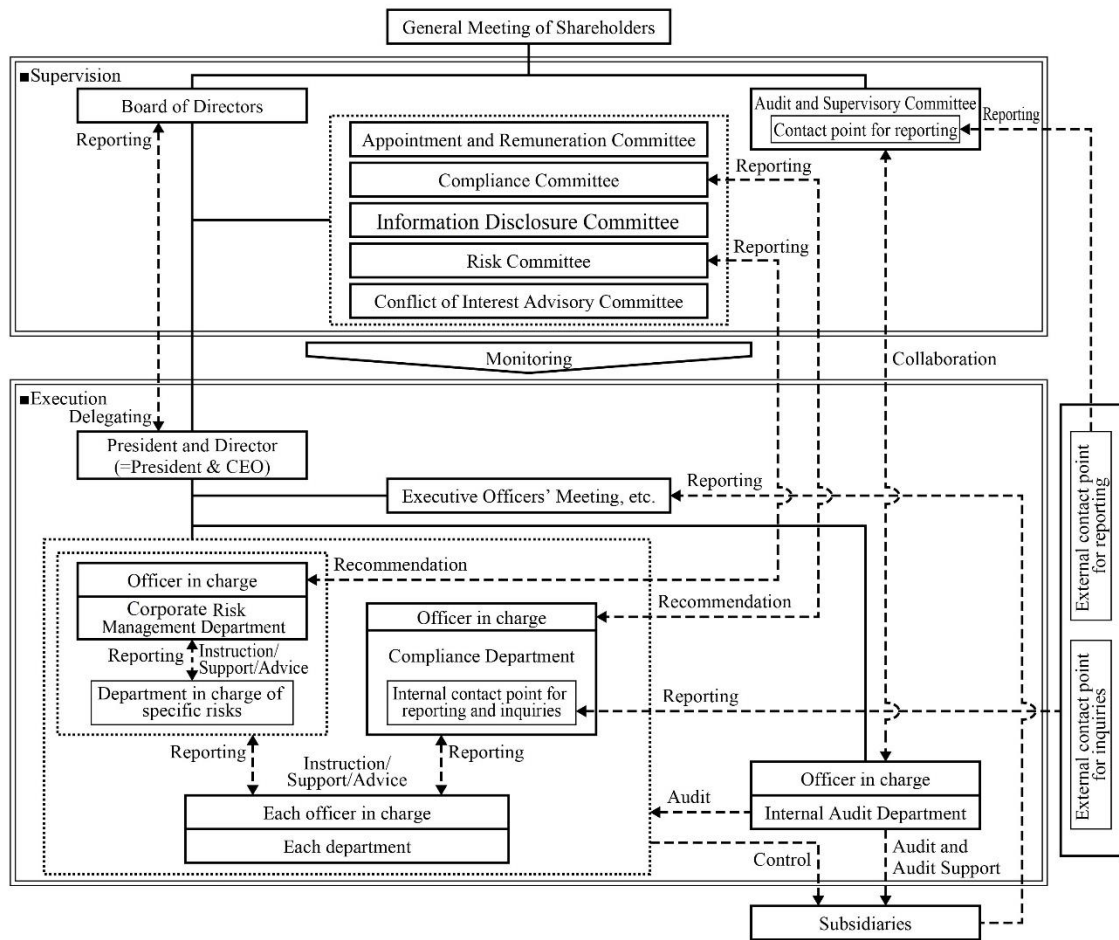 General Meeting of Shareholders
■Supervision
Board of Directors
Reporting
Audit and Supervisory Committee
Contact point for reporting
Reporting
Appointment and Remuneration Committee
Reporting
Compliance Committee
Information Disclosure Committee
Reporting
Risk Committee
Conflict of Interest Advisory Committee
Monitoring
Collaboration
■Execution
Delegating
President and Director
(=President & CEO)
Executive Officers’ Meeting, etc.
Reporting
External contact point
for reporting
Officer in charge
Recommendation
Corporate Risk
Management Department
Reporting
Instruction/
Support/Advice
Department in charge of
specific risks
Officer in charge
Recommendation
Compliance Department
Internal contact point for
reporting and inquiries
Reporting
External contact point
for inquiries
Reporting
Instruction/
Support/Advice
Reporting
Each officer in charge
Each department
Audit
Officer in charge
Internal Audit Department
Control
Audit and
Audit Support
Subsidiaries